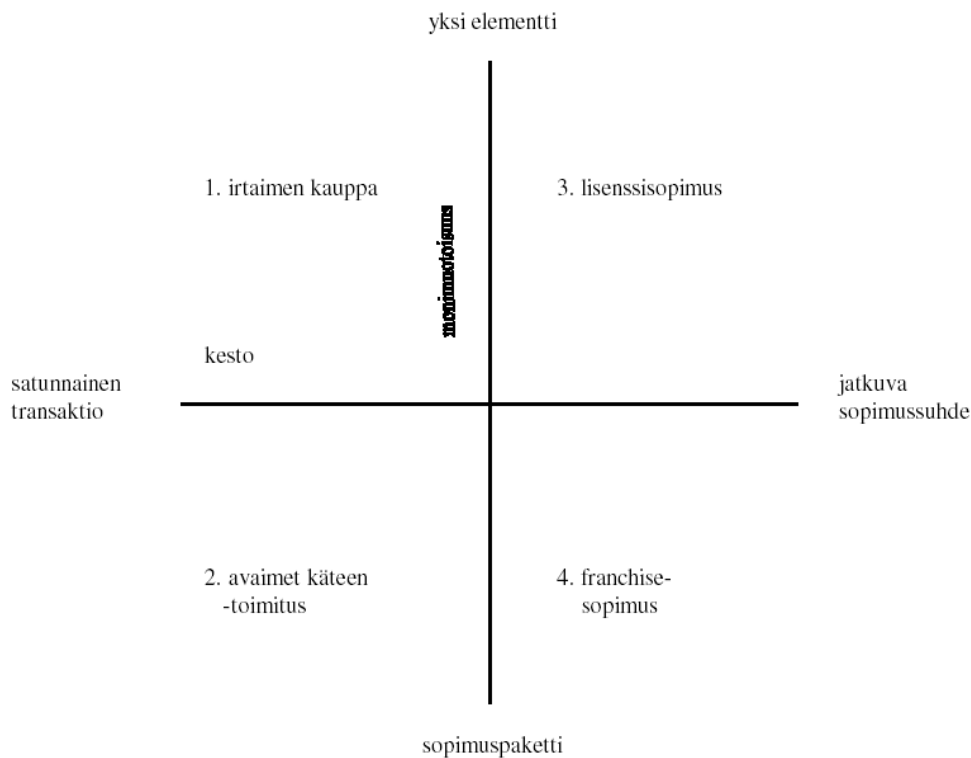 yksi elementti
1. irtaimen kauppa
3. lisenssisopimus
monimuotoisuus
kesto
satunnainen
transaktio
jatkuva
sopimussuhde
2. avaimet käteen
-toimitus
4. franchise-
sopimus
sopimuspaketti